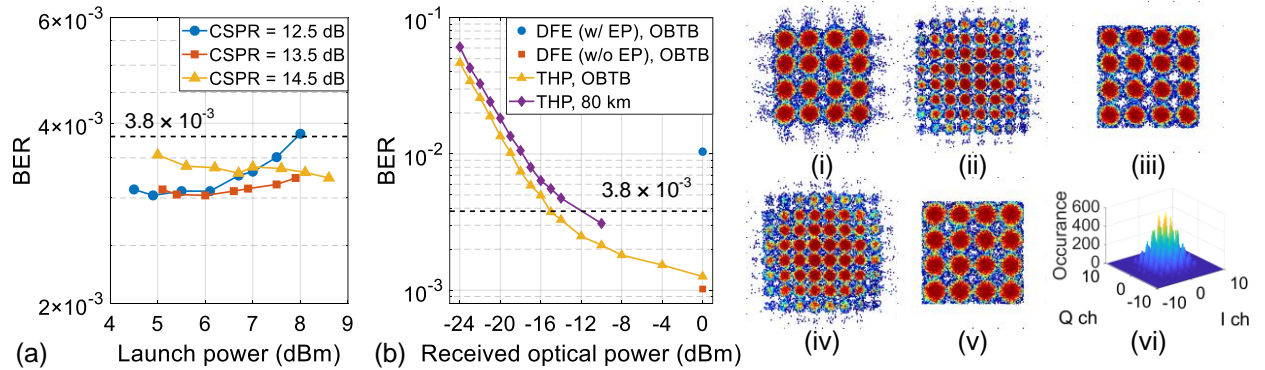 6×10⁻³
4×10⁻³
2×10⁻³
BER
4 5 6 7 8 9
Launch power (dBm)
(a)
CSPR = 12.5 dB
CSPR = 13.5 dB
CSPR = 14.5 dB
3.8 × 10⁻³
10⁻¹
10⁻²
10⁻³
BER
-24 -20 -16 -12 -8 -4 0
Received optical power (dBm)
(b)
DFE (w/ EP), OBTB
DFE (w/o EP), OBTB
THP, OBTB
THP, 80 km
3.8 × 10⁻³
(i) (ii) (iii)
(iv) (v) (vi)
Occurance
600
400
200
0
10
0
-10
Q ch
-10
0
10
I ch